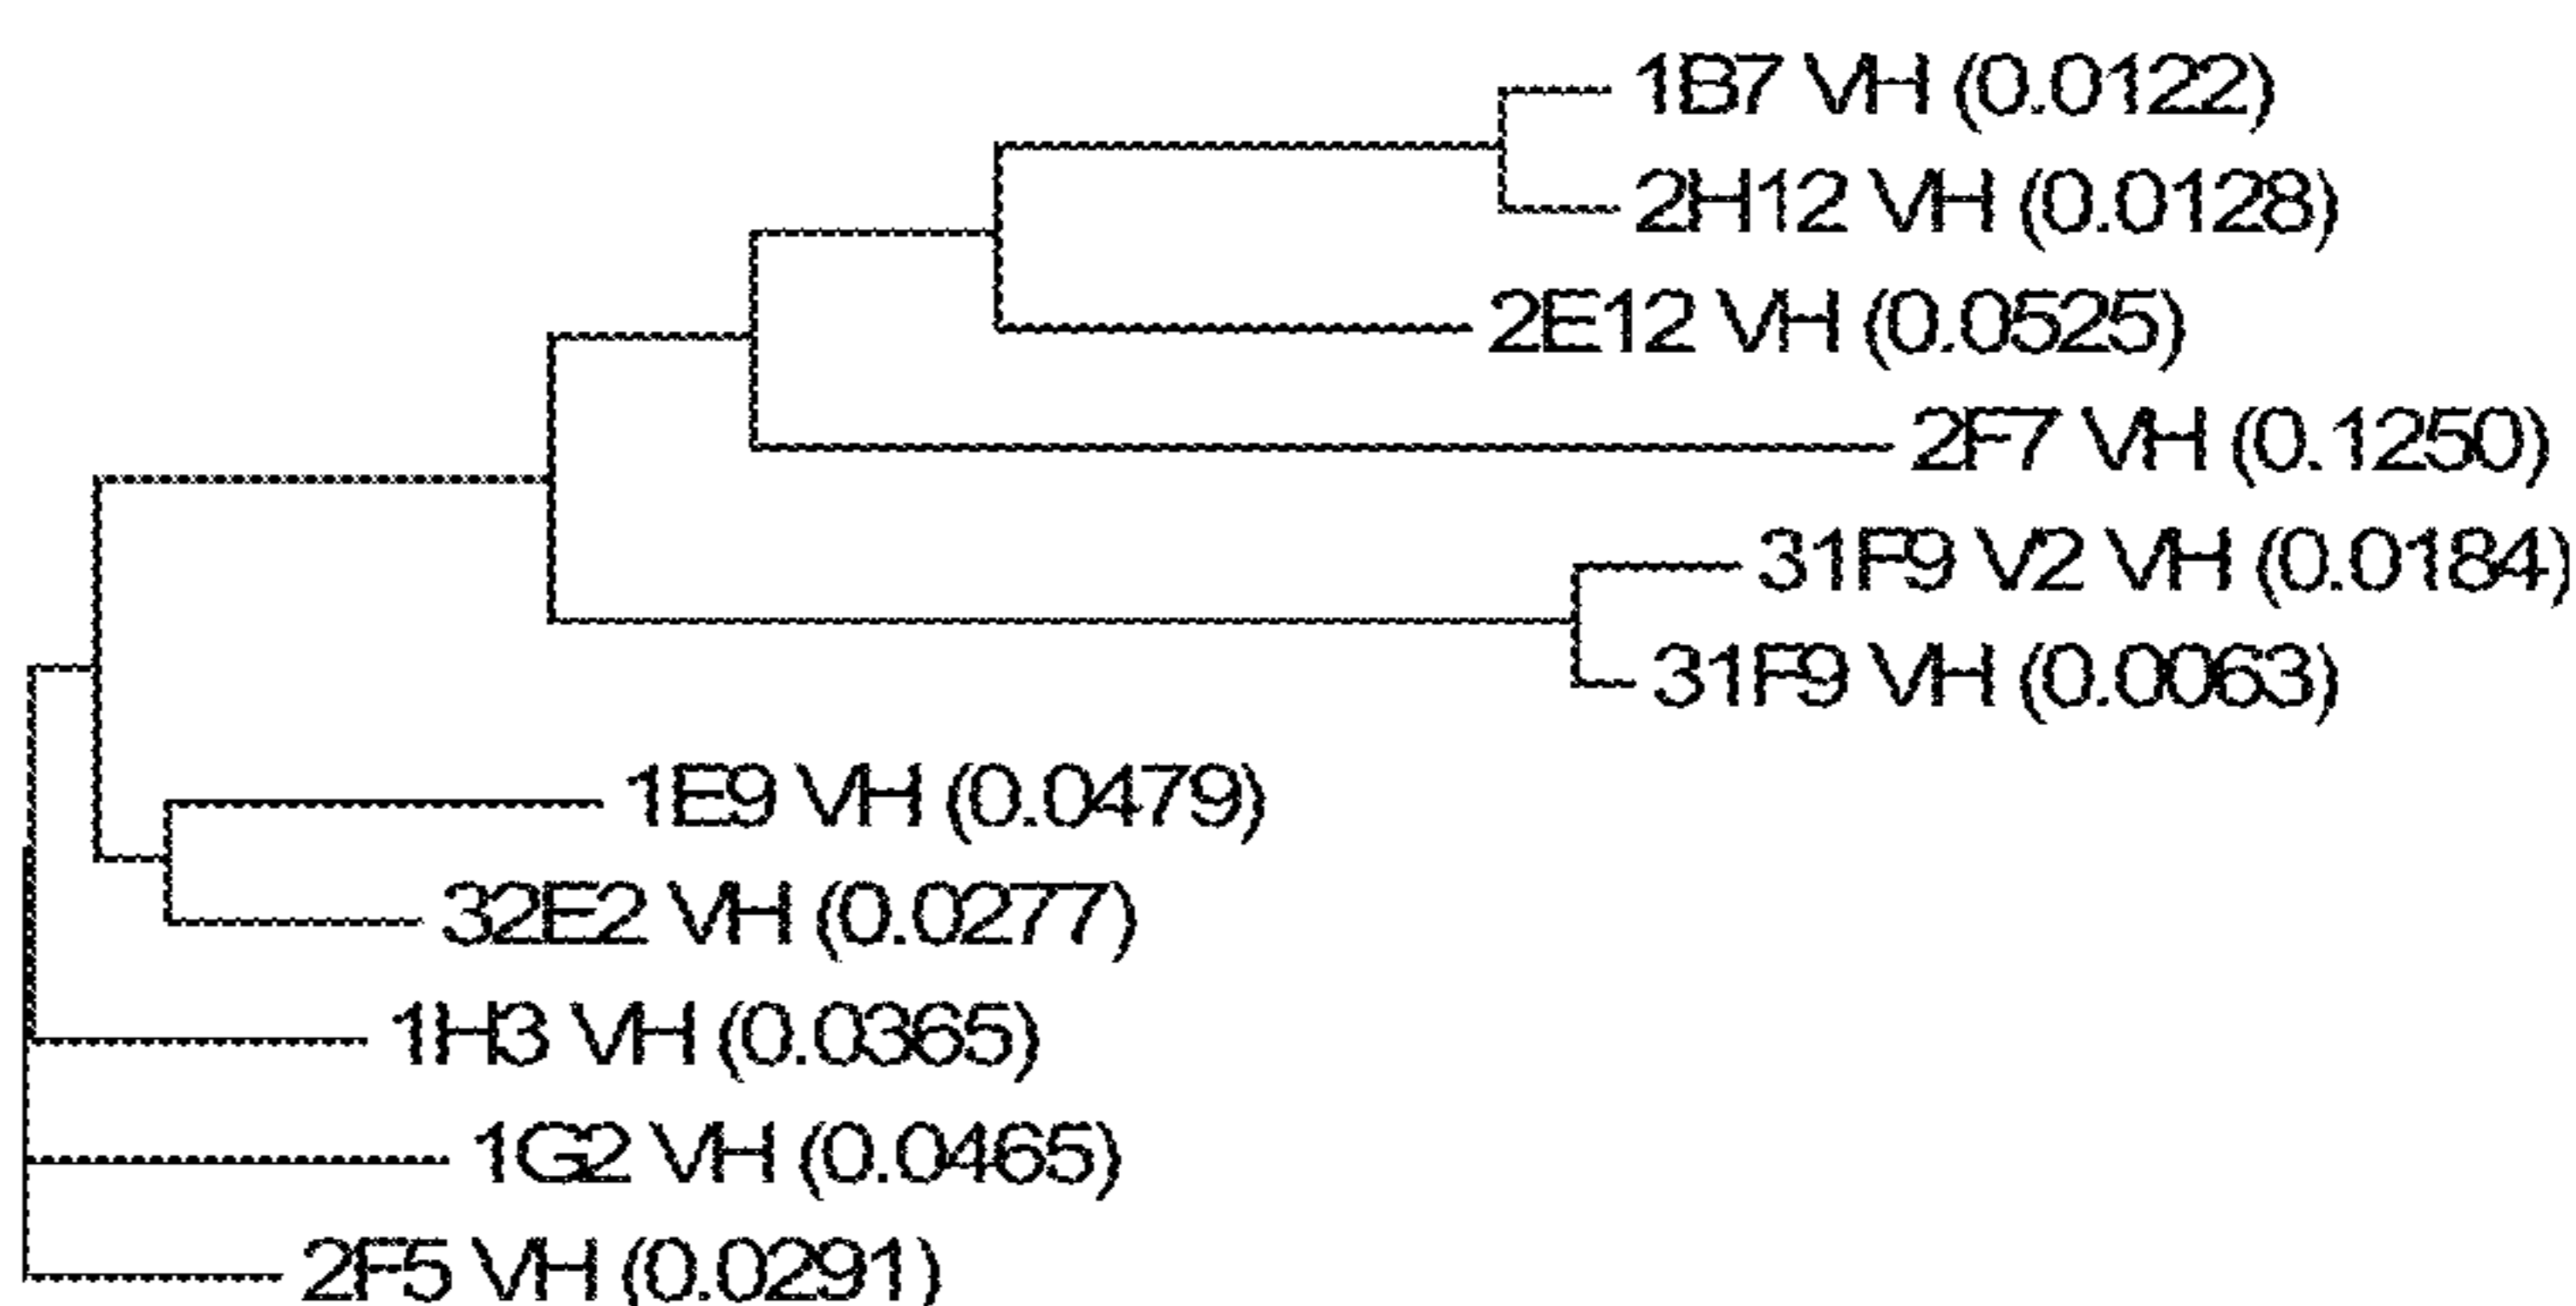 1B7 VH (0.0122)
2H12 VH (0.0128)
2E12 VH (0.0525)
2F7 VH (0.1250)
31F9 V2 VH (0.0184)
31F9 VH (0.0063)
1E9 VH (0.0479)
32E2 VH (0.0277)
1H3 VH (0.0365)
1G2 VH (0.0465)
2F5 VH (0.0291)